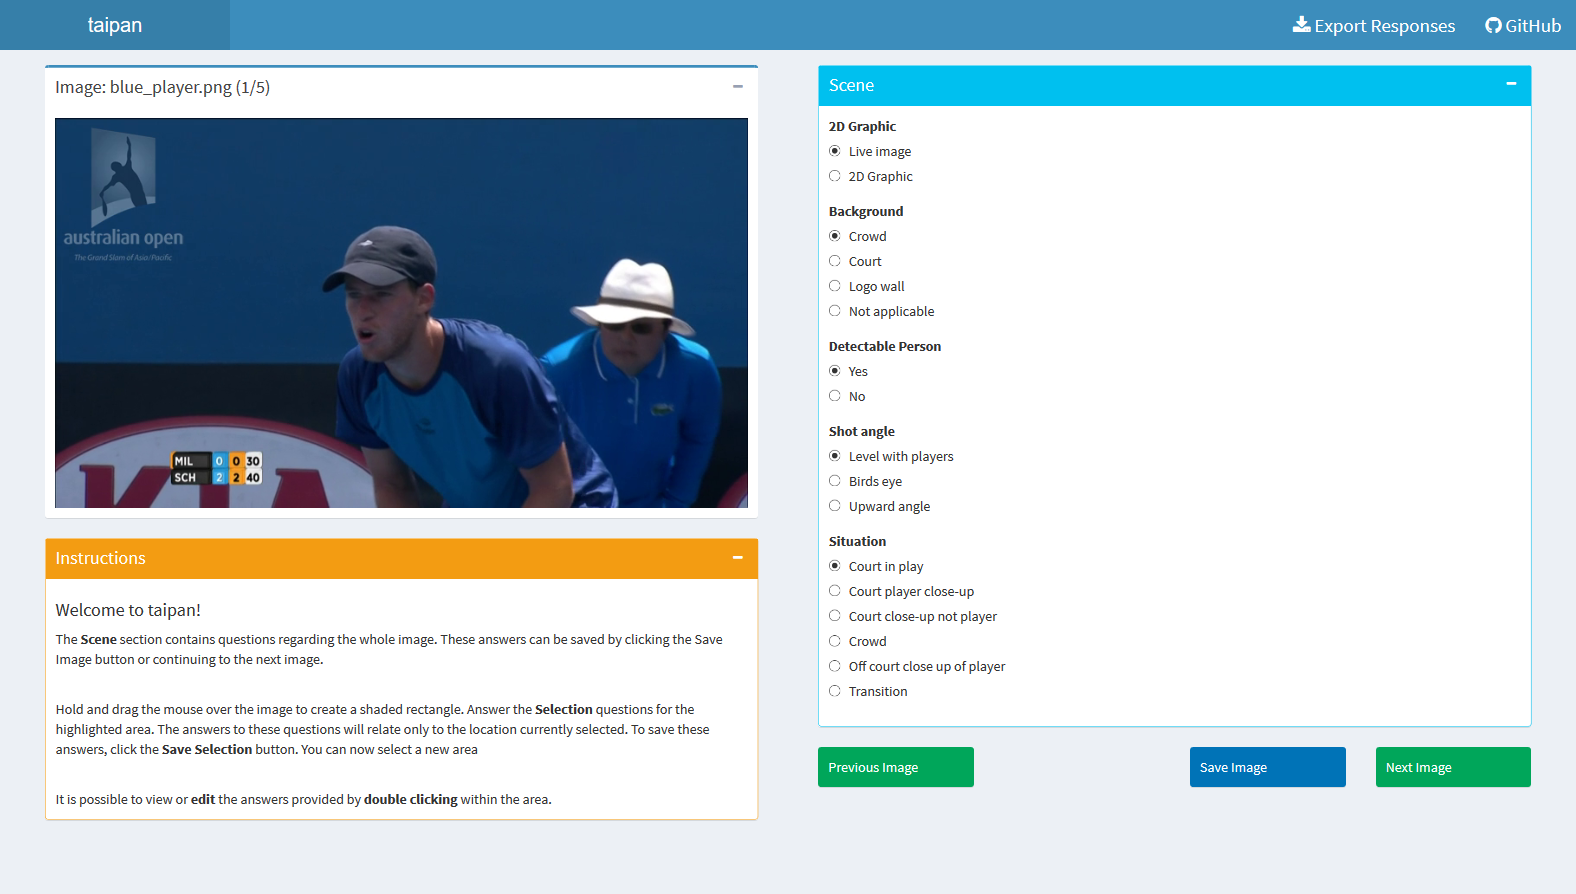 taipan
Export Responses
GitHub
Image: blue_player.png (1/5)
australian open
The Grand Slam of Asia/Pacific
KIA
MIL 0 0 30
SCH 2 2 40
Instructions
Welcome to taipan!
The Scene section contains questions regarding the whole image. These answers can be saved by clicking the Save
Image button or continuing to the next image.
Hold and drag the mouse over the image to create a shaded rectangle. Answer the Selection questions for the
highlighted area. The answers to these questions will relate only to the location currently selected. To save these
answers, click the Save Selection button. You can now select a new area
It is possible to view or edit the answers provided by double clicking within the area.
Scene
2D Graphic
Live image
2D Graphic
Background
Crowd
Court
Logo wall
Not applicable
Detectable Person
Yes
No
Shot angle
Level with players
Birds eye
Upward angle
Situation
Court in play
Court player close-up
Court close-up not player
Crowd
Off court close up of player
Transition
Previous Image
Save Image
Next Image